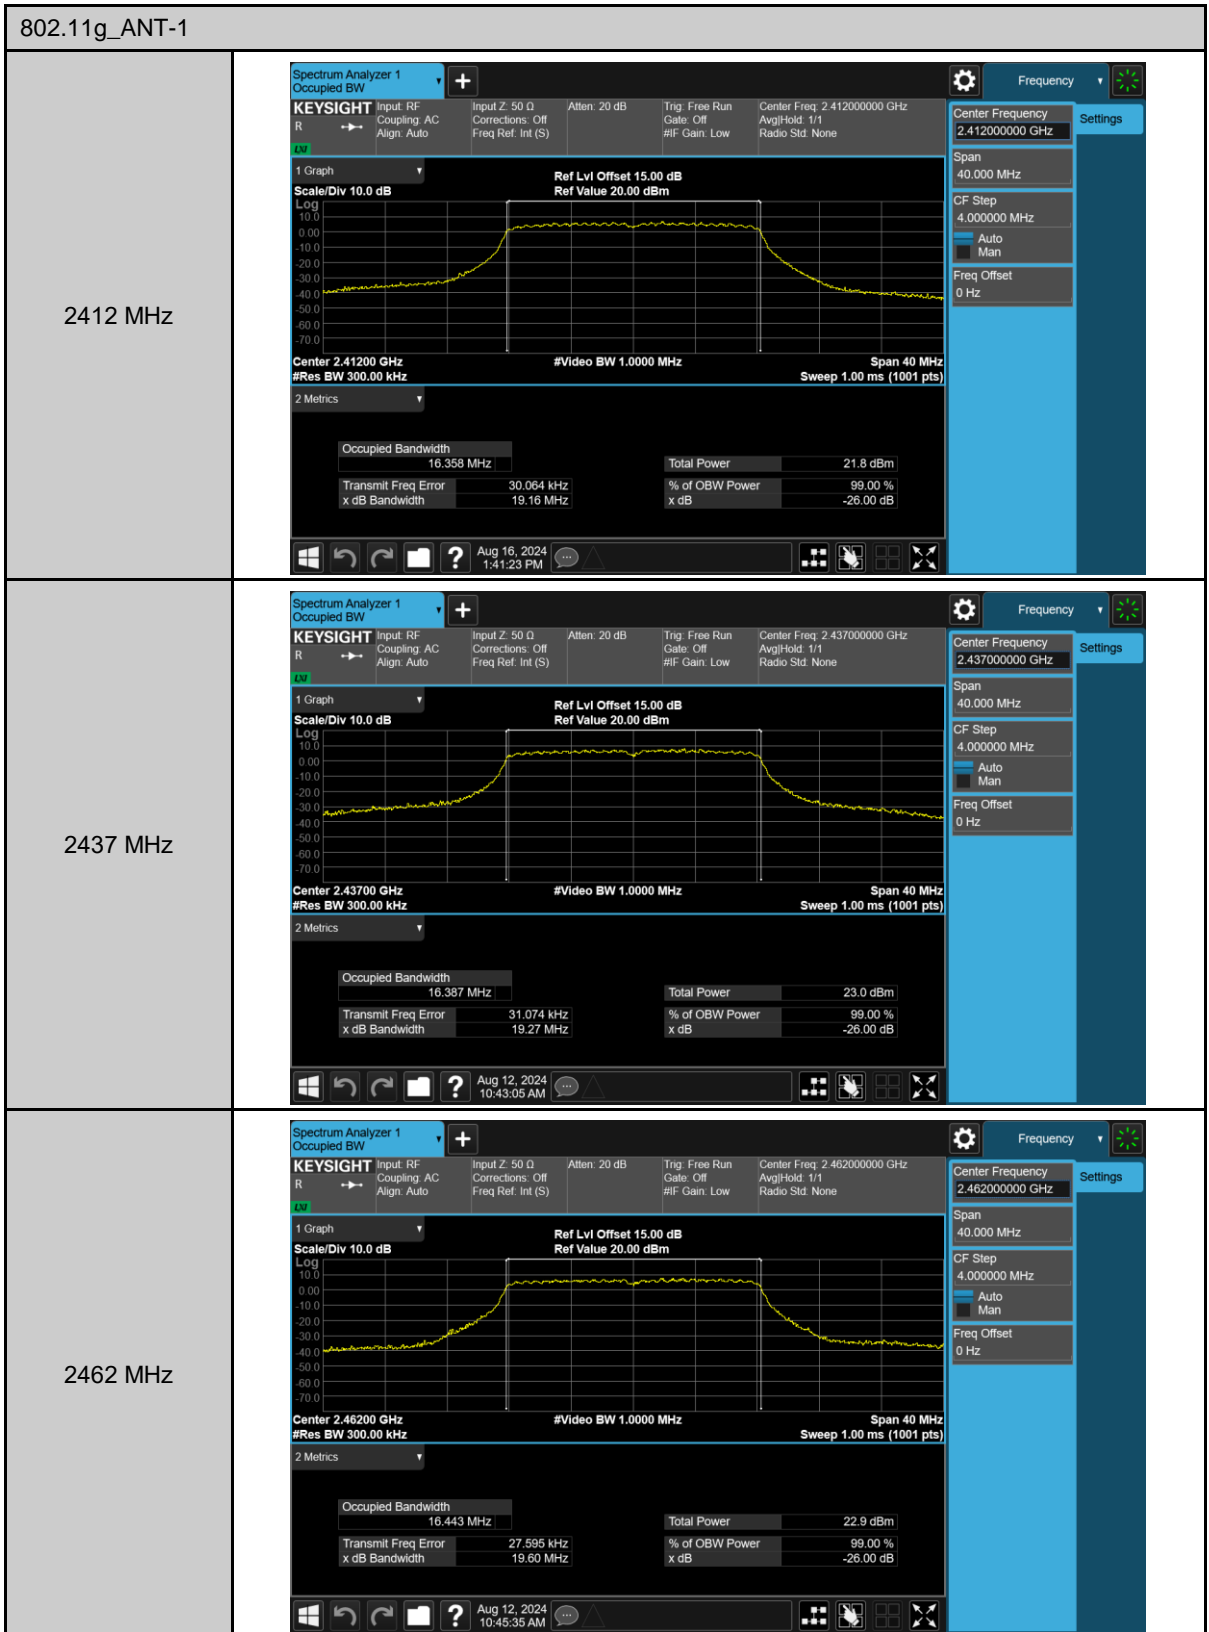 802.11g_ANT-1
2412 MHz
Spectrum Analyzer 1
Occupied BW
+
Frequency
KEYSIGHT
R
LXI
Input: RF
Coupling: AC
Align: Auto
Input Z: 50 Ω
Corrections: Off
Freq Ref: Int (S)
Atten: 20 dB
Trig: Free Run
Gate: Off
#IF Gain: Low
Center Freq: 2.412000000 GHz
Avg|Hold: 1/1
Radio Std: None
Center Frequency
2.412000000 GHz
Settings
Span
40.000 MHz
CF Step
4.000000 MHz
Auto
Man
Freq Offset
0 Hz
1 Graph
Scale/Div 10.0 dB
Ref Lvl Offset 15.00 dB
Ref Value 20.00 dBm
Log
10.0
0.00
-10.0
-20.0
-30.0
-40.0
-50.0
-60.0
-70.0
Center 2.41200 GHz
#Video BW 1.0000 MHz
Span 40 MHz
#Res BW 300.00 kHz
Sweep 1.00 ms (1001 pts)
2 Metrics
Occupied Bandwidth
16.358 MHz
Total Power 21.8 dBm
Transmit Freq Error 30.064 kHz
% of OBW Power 99.00 %
x dB Bandwidth 19.16 MHz
x dB -26.00 dB
?
Aug 16, 2024
1:41:23 PM
2437 MHz
Spectrum Analyzer 1
Occupied BW
+
Frequency
KEYSIGHT
R
LXI
Input: RF
Coupling: AC
Align: Auto
Input Z: 50 Ω
Corrections: Off
Freq Ref: Int (S)
Atten: 20 dB
Trig: Free Run
Gate: Off
#IF Gain: Low
Center Freq: 2.437000000 GHz
Avg|Hold: 1/1
Radio Std: None
Center Frequency
2.437000000 GHz
Settings
Span
40.000 MHz
CF Step
4.000000 MHz
Auto
Man
Freq Offset
0 Hz
1 Graph
Scale/Div 10.0 dB
Ref Lvl Offset 15.00 dB
Ref Value 20.00 dBm
Log
10.0
0.00
-10.0
-20.0
-30.0
-40.0
-50.0
-60.0
-70.0
Center 2.43700 GHz
#Video BW 1.0000 MHz
Span 40 MHz
#Res BW 300.00 kHz
Sweep 1.00 ms (1001 pts)
2 Metrics
Occupied Bandwidth
16.387 MHz
Total Power 23.0 dBm
Transmit Freq Error 31.074 kHz
% of OBW Power 99.00 %
x dB Bandwidth 19.27 MHz
x dB -26.00 dB
?
Aug 12, 2024
10:43:05 AM
2462 MHz
Spectrum Analyzer 1
Occupied BW
+
Frequency
KEYSIGHT
R
LXI
Input: RF
Coupling: AC
Align: Auto
Input Z: 50 Ω
Corrections: Off
Freq Ref: Int (S)
Atten: 20 dB
Trig: Free Run
Gate: Off
#IF Gain: Low
Center Freq: 2.462000000 GHz
Avg|Hold: 1/1
Radio Std: None
Center Frequency
2.462000000 GHz
Settings
Span
40.000 MHz
CF Step
4.000000 MHz
Auto
Man
Freq Offset
0 Hz
1 Graph
Scale/Div 10.0 dB
Ref Lvl Offset 15.00 dB
Ref Value 20.00 dBm
Log
10.0
0.00
-10.0
-20.0
-30.0
-40.0
-50.0
-60.0
-70.0
Center 2.46200 GHz
#Video BW 1.0000 MHz
Span 40 MHz
#Res BW 300.00 kHz
Sweep 1.00 ms (1001 pts)
2 Metrics
Occupied Bandwidth
16.443 MHz
Total Power 22.9 dBm
Transmit Freq Error 27.595 kHz
% of OBW Power 99.00 %
x dB Bandwidth 19.60 MHz
x dB -26.00 dB
?
Aug 12, 2024
10:45:35 AM